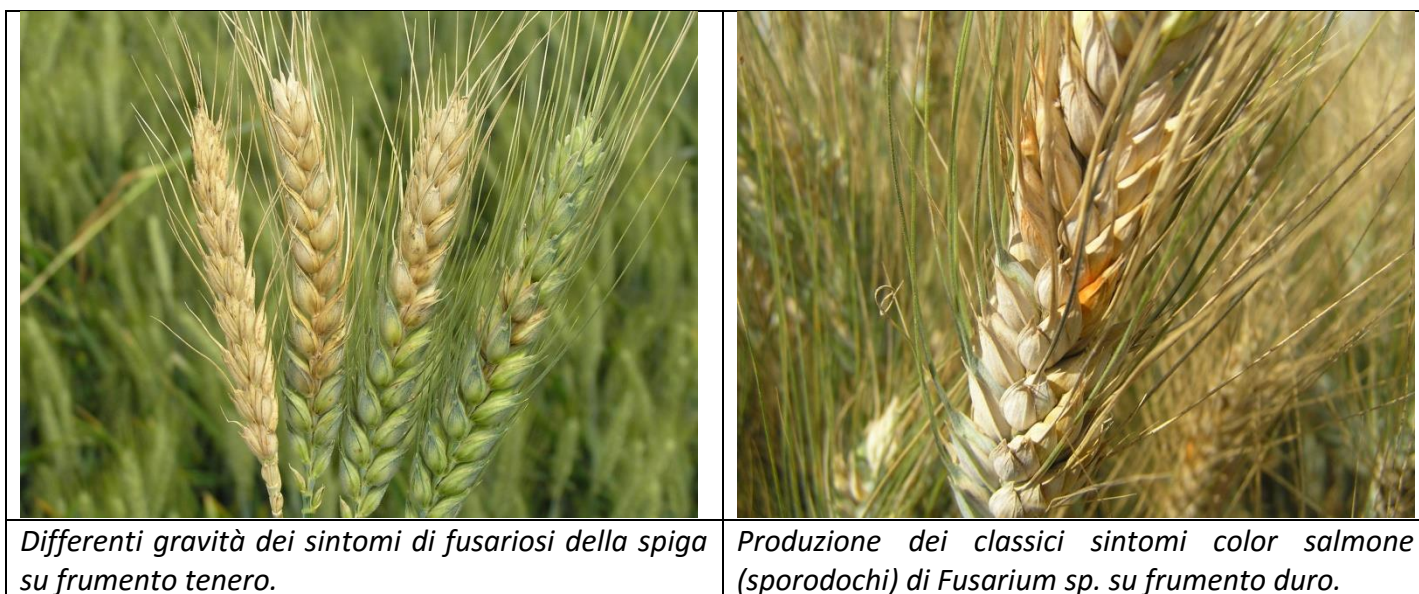 Differenti gravità dei sintomi di fusariosi della spiga
su frumento tenero.
Produzione dei classici sintomi color salmone
(sporodochi) di Fusarium sp. su frumento duro.